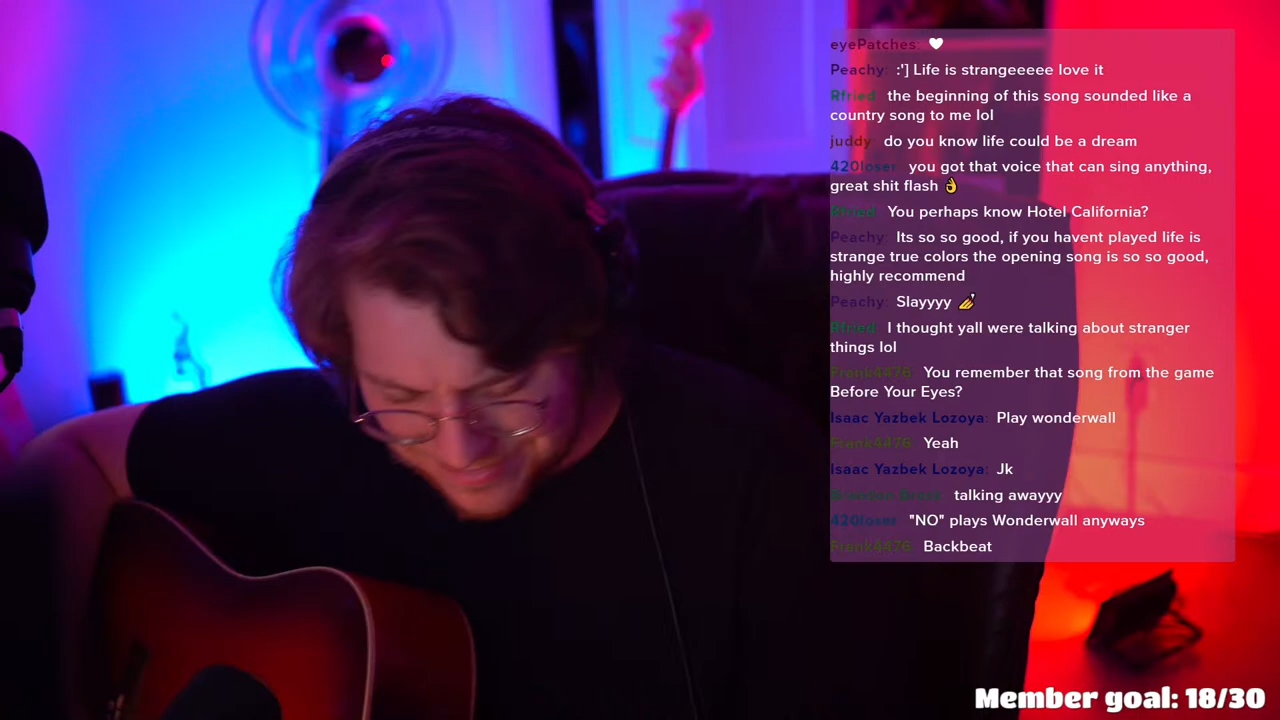 eyePatches: 🤍
Peachy: :'] Life is strangeeeee love it
Rfried: the beginning of this song sounded like a
country song to me lol
juddy: do you know life could be a dream
420loser: you got that voice that can sing anything,
great shit flash 👌
Rfried: You perhaps know Hotel California?
Peachy: Its so so good, if you havent played life is
strange true colors the opening song is so so good,
highly recommend
Peachy: Slayyyy 💅
Rfried: I thought yall were talking about stranger
things lol
Frank4476: You remember that song from the game
Before Your Eyes?
Isaac Yazbek Lozoya: Play wonderwall
Frank4476: Yeah
Isaac Yazbek Lozoya: Jk
talking awayyy
420loser: "NO" plays Wonderwall anyways
Frank4476: Backbeat
Member goal: 18/30